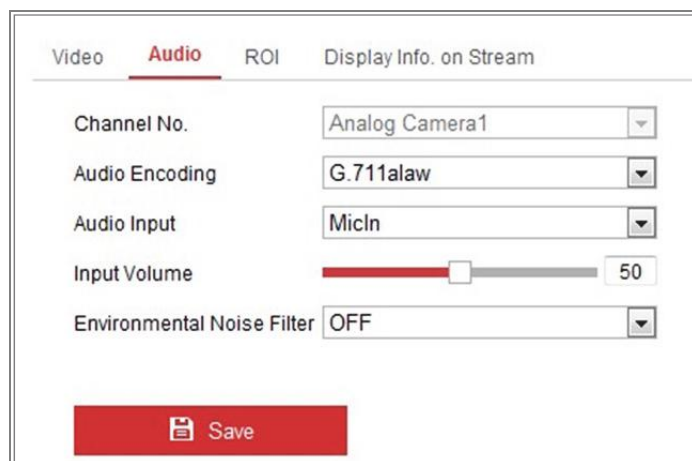 Video Audio ROI Display Info. on Stream
Channel No. Analog Camera1
Audio Encoding G.711alaw
Audio Input MicIn
Input Volume 50
Environmental Noise Filter OFF
Save